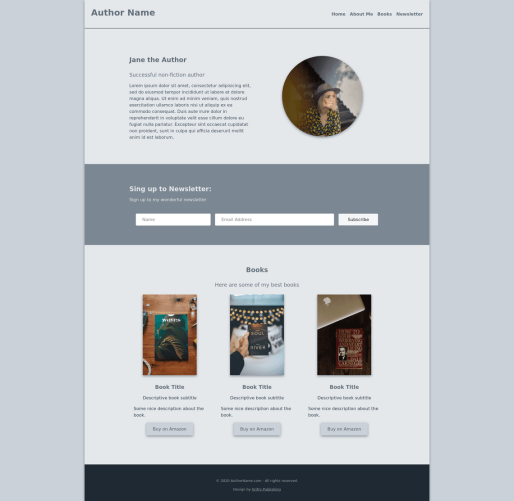 Author Name
Home About Me Books Newsletter
Jane the Author
Successful non-fiction author
Lorem ipsum dolor sit amet, consectetur adipisicing elit,
sed do eiusmod tempor incididunt ut labore et dolore
magna aliqua. Ut enim ad minim veniam, quis nostrud
exercitation ullamco laboris nisi ut aliquip ex ea
commodo consequat. Duis aute irure dolor in
reprehenderit in voluptate velit esse cillum dolore eu
fugiat nulla pariatur. Excepteur sint occaecat cupidatat
non proident, sunt in culpa qui officia deserunt mollit
anim id est laborum.
Sing up to Newsletter:
Sign up to my wonderful newsletter
Name
Email Address
Subscribe
Books
Here are some of my best books
SOUL
RIVER
Book Title
Book Title
Book Title
Descriptive book subtitle
Descriptive book subtitle
Descriptive book subtitle
Some nice description about the
book.
Some nice description about the
book.
Some nice description about the
book.
Buy on Amazon
Buy on Amazon
Buy on Amazon
All rights reserved
Design by